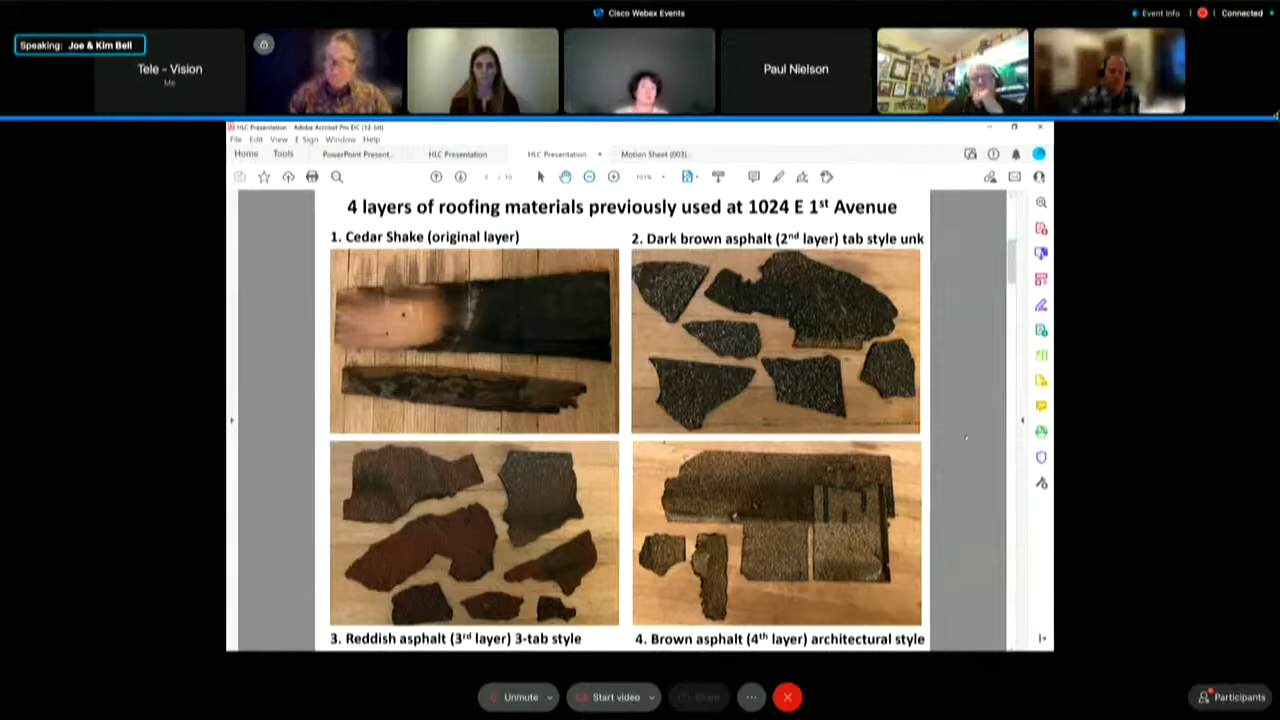 Cisco Webex Events
Event Info
Connected
Speaking: Joe & Kim Bell
Tele - Vision
Me
Paul Nielson
HLC Presentation - Adobe Acrobat Pro DC (32-bit)
File Edit View E Sign Window Help
Home Tools PowerPoint Present... HLC Presentation HLC Presentation Motion Sheet (003)...
4 layers of roofing materials previously used at 1024 E 1st Avenue
1. Cedar Shake (original layer)
2. Dark brown asphalt (2nd layer) tab style unk
3. Reddish asphalt (3rd layer) 3-tab style
4. Brown asphalt (4th layer) architectural style
Unmute
Start video
Share
Participants